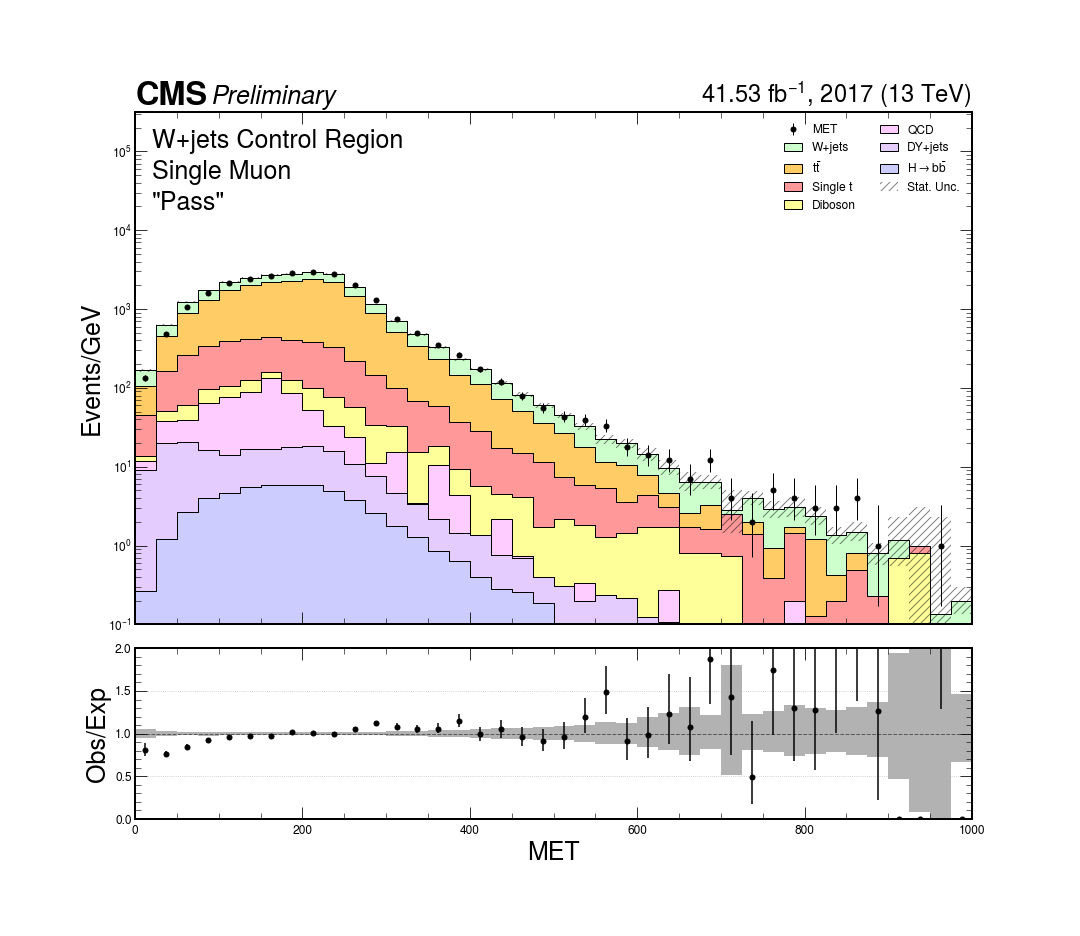 CMS Preliminary 41.53 fb⁻¹, 2017 (13 TeV)
W+jets Control Region
Single Muon
"Pass"
MET
W+jets
tt̄
Single t
Diboson
QCD
DY+jets
H→bb̄
Stat. Unc.
Events/GeV
10⁵
10⁴
10³
10²
10¹
10⁰
10⁻¹
Obs/Exp
2.0
1.5
1.0
0.5
0.0
0 200 400 600 800 1000
MET